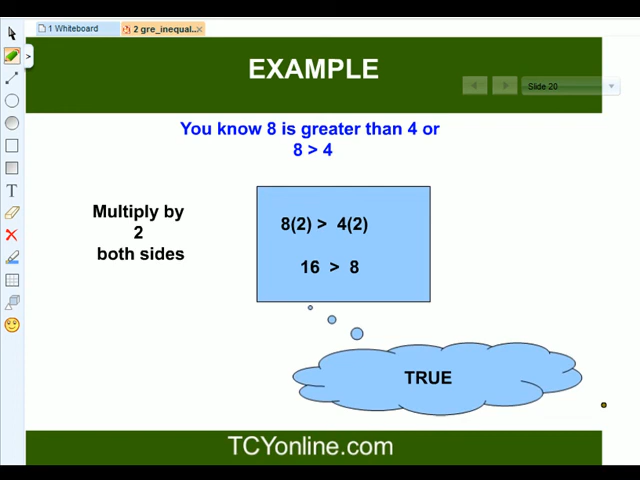 1 Whiteboard
2 gre_inequal...
EXAMPLE
Slide 20
You know 8 is greater than 4 or
8 > 4
Multiply by
2
both sides
8(2) > 4(2)
16 > 8
TRUE
TCYonline.com